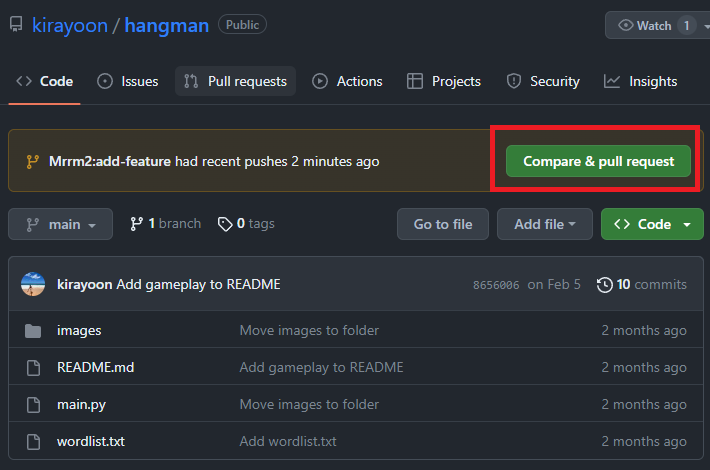 kirayoon / hangman Public Watch 1
Code Issues Pull requests Actions Projects Security Insights
Mrrm2:add-feature had recent pushes 2 minutes ago Compare & pull request
main 1 branch 0 tags Go to file Add file Code
kirayoon Add gameplay to README 8656006 on Feb 5 10 commits
images Move images to folder 2 months ago
README.md Add gameplay to README 2 months ago
main.py Move images to folder 2 months ago
wordlist.txt Add wordlist.txt 2 months ago